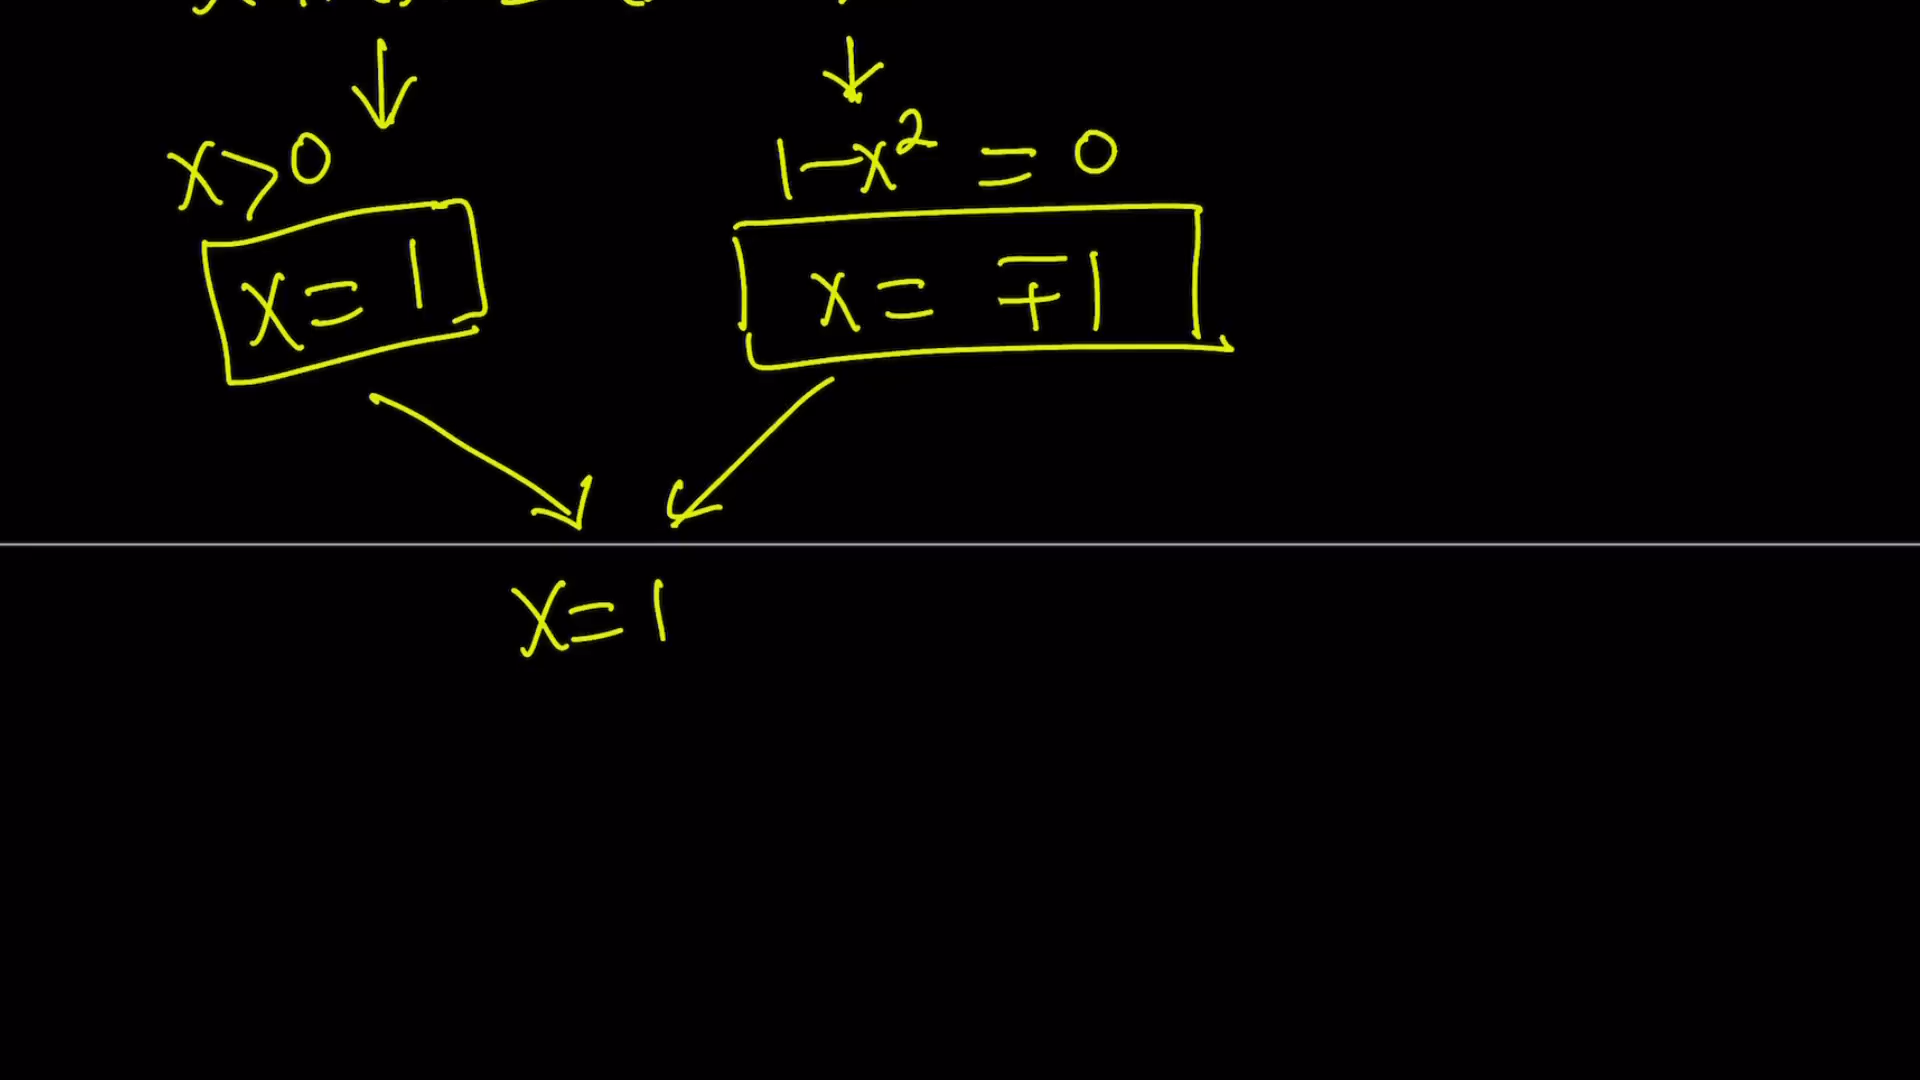 x>0 1-x² = 0
x = 1 x = ∓1
x = 1